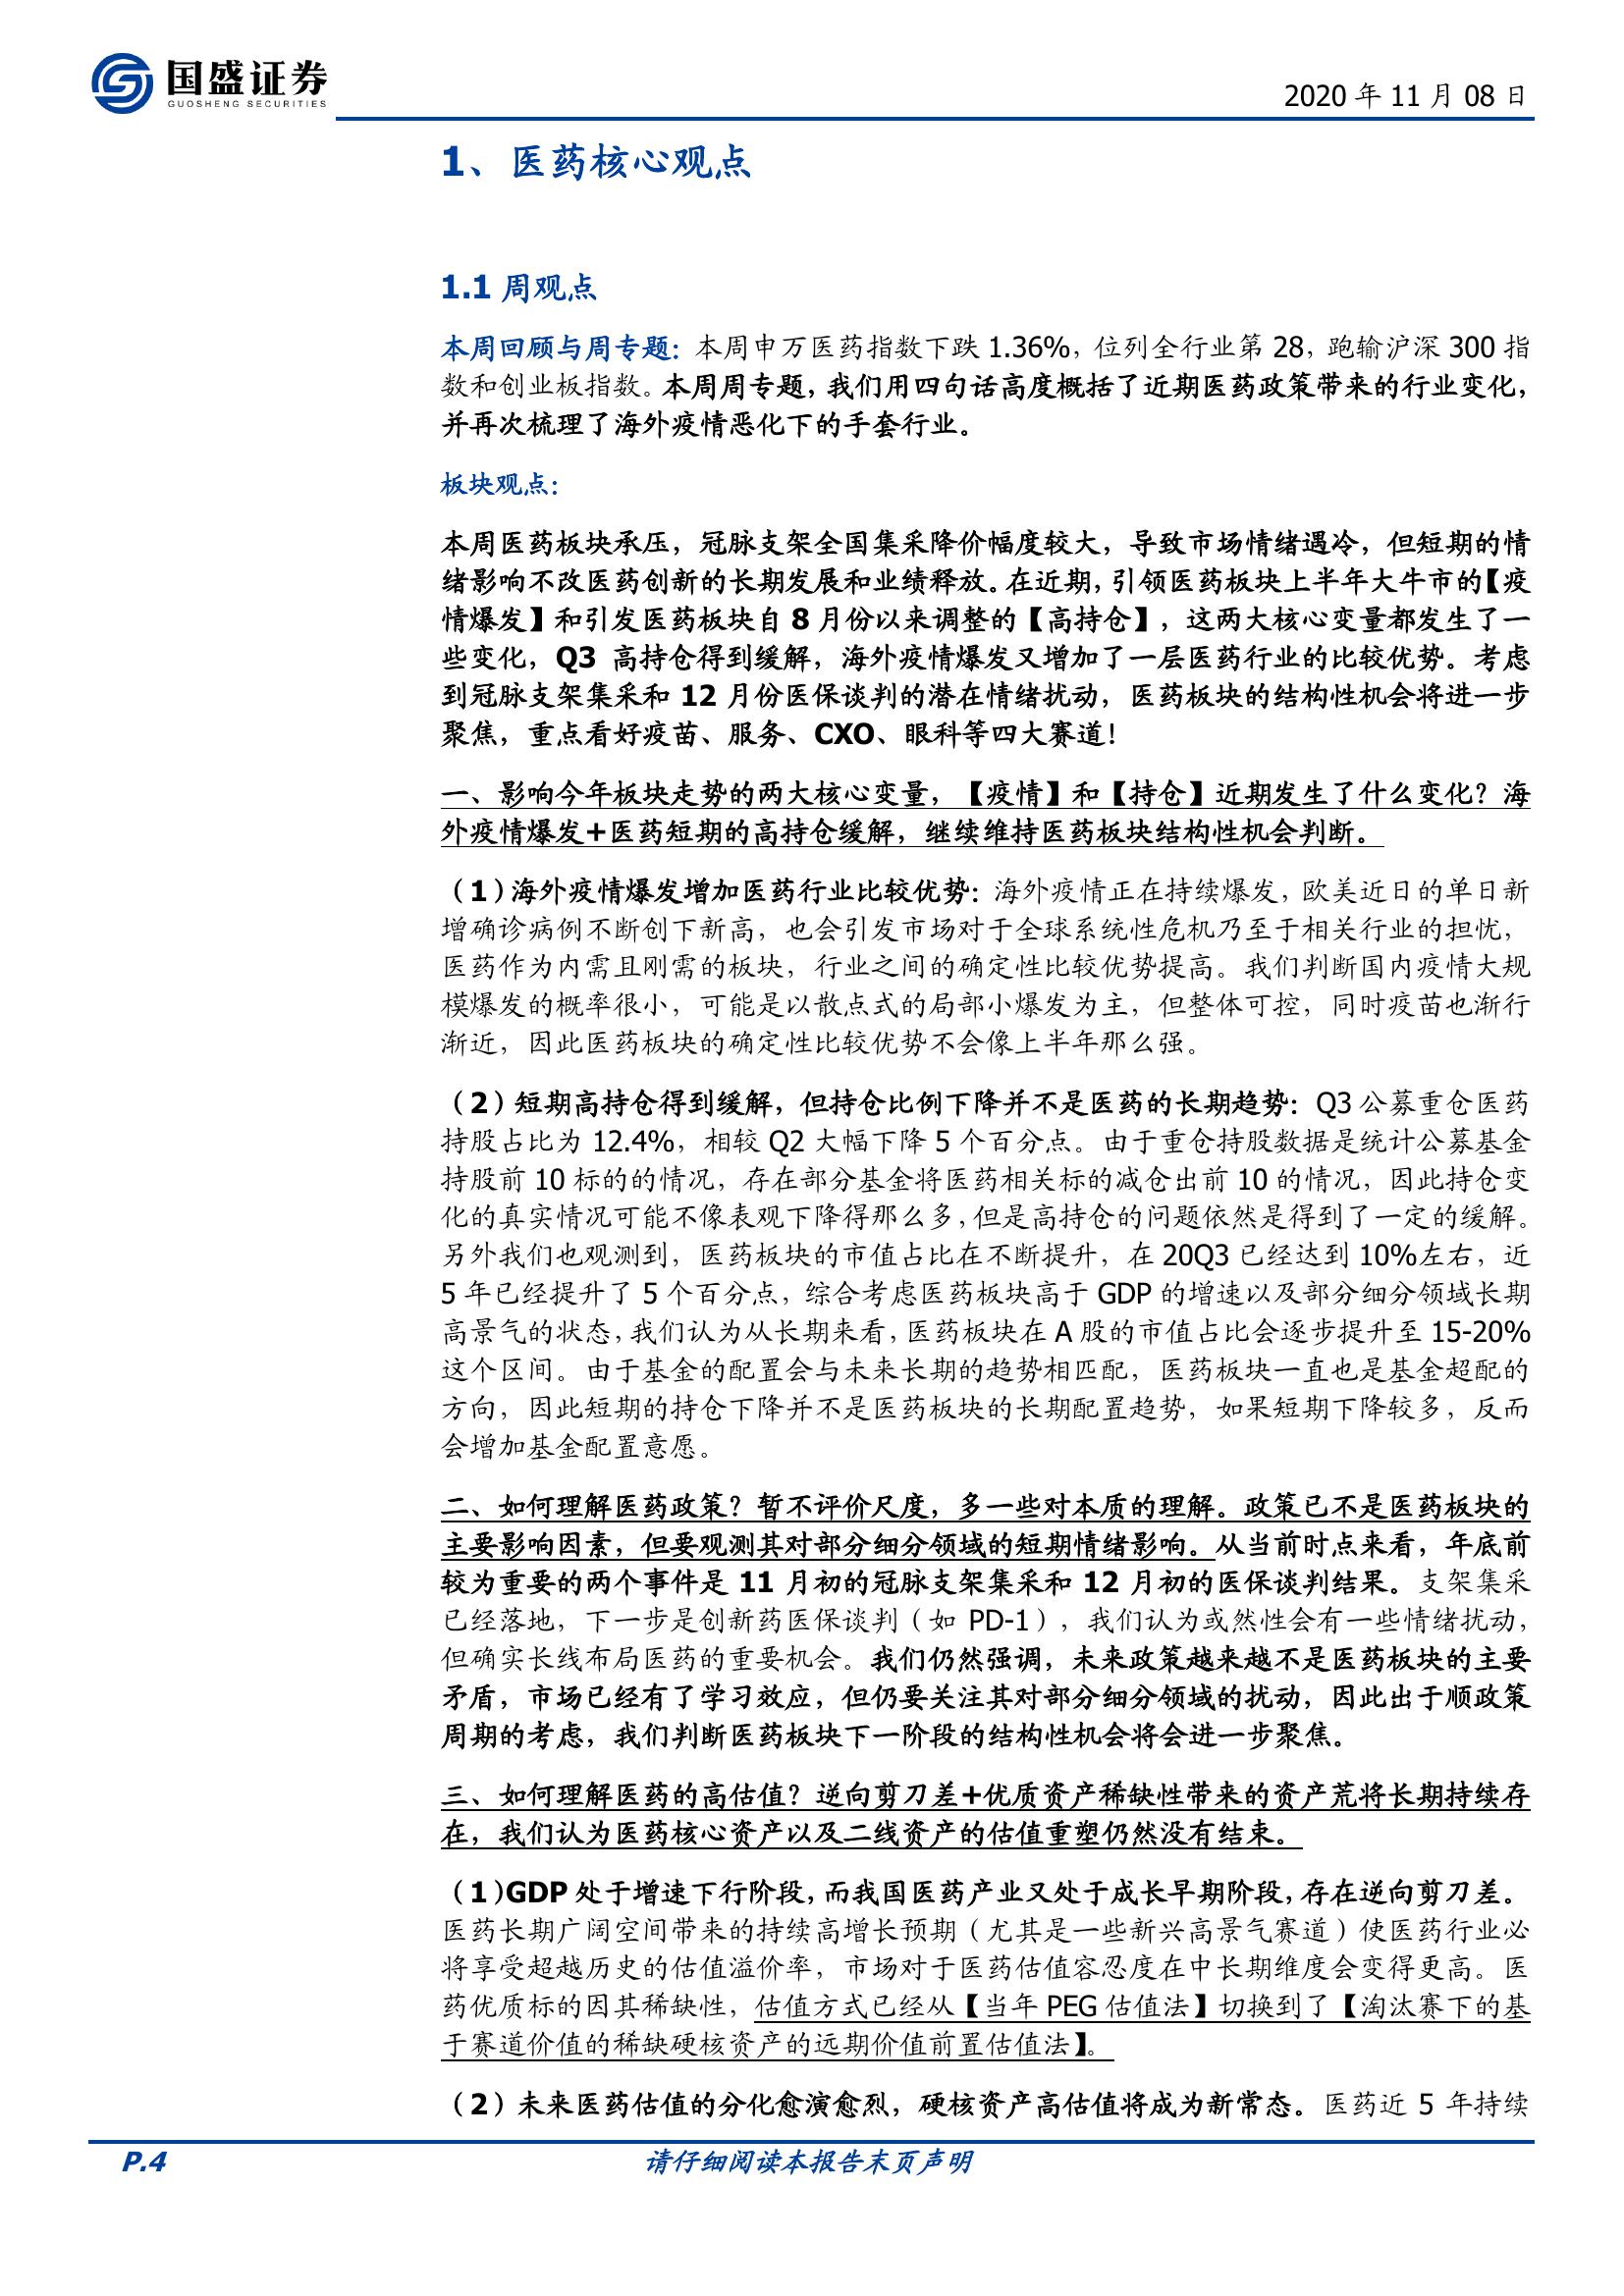 国盛证券
GUOSHENG SECURITIES
2020 年 11 月 08 日
1、医药核心观点
1.1 周观点
本周回顾与周专题：本周申万医药指数下跌 1.36%，位列全行业第 28，跑输沪深 300 指
数和创业板指数。本周周专题，我们用四句话高度概括了近期医药政策带来的行业变化，
并再次梳理了海外疫情恶化下的手套行业。
板块观点：
本周医药板块承压，冠脉支架全国集采降价幅度较大，导致市场情绪遇冷，但短期的情
绪影响不改医药创新的长期发展和业绩释放。在近期，引领医药板块上半年大牛市的【疫
情爆发】和引发医药板块自 8 月份以来调整的【高持仓】，这两大核心变量都发生了一
些变化，Q3 高持仓得到缓解，海外疫情爆发又增加了一层医药行业的比较优势。考虑
到冠脉支架集采和 12 月份医保谈判的潜在情绪扰动，医药板块的结构性机会将进一步
聚焦，重点看好疫苗、服务、CXO、眼科等四大赛道！
一、影响今年板块走势的两大核心变量，【疫情】和【持仓】近期发生了什么变化？海
外疫情爆发+医药短期的高持仓缓解，继续维持医药板块结构性机会判断。
（1）海外疫情爆发增加医药行业比较优势：海外疫情正在持续爆发，欧美近日的单日新
增确诊病例不断创下新高，也会引发市场对于全球系统性危机乃至于相关行业的担忧，
医药作为内需且刚需的板块，行业之间的确定性比较优势提高。我们判断国内疫情大规
模爆发的概率很小，可能是以散点式的局部小爆发为主，但整体可控，同时疫苗也渐行
渐近，因此医药板块的确定性比较优势不会像上半年那么强。
（2）短期高持仓得到缓解，但持仓比例下降并不是医药的长期趋势：Q3 公募重仓医药
持股占比为 12.4%，相较 Q2 大幅下降 5 个百分点。由于重仓持股数据是统计公募基金
持股前 10 标的的情况，存在部分基金将医药相关标的减仓出前 10 的情况，因此持仓变
化的真实情况可能不像表观下降得那么多，但是高持仓的问题依然是得到了一定的缓解。
另外我们也观测到，医药板块的市值占比在不断提升，在 20Q3 已经达到 10%左右，近
5 年已经提升了 5 个百分点，综合考虑医药板块高于 GDP 的增速以及部分细分领域长期
高景气的状态，我们认为从长期来看，医药板块在 A 股的市值占比会逐步提升至 15-20%
这个区间。由于基金的配置会与未来长期的趋势相匹配，医药板块一直也是基金超配的
方向，因此短期的持仓下降并不是医药板块的长期配置趋势，如果短期下降较多，反而
会增加基金配置意愿。
二、如何理解医药政策？暂不评价尺度，多一些对本质的理解。政策已不是医药板块的
主要影响因素，但要观测其对部分细分领域的短期情绪影响。从当前时点来看，年底前
较为重要的两个事件是 11 月初的冠脉支架集采和 12 月初的医保谈判结果。支架集采
已经落地，下一步是创新药医保谈判（如 PD-1），我们认为或然性会有一些情绪扰动，
但确实长线布局医药的重要机会。我们仍然强调，未来政策越来越不是医药板块的主要
矛盾，市场已经有了学习效应，但仍要关注其对部分细分领域的扰动，因此出于顺政策
周期的考虑，我们判断医药板块下一阶段的结构性机会将会进一步聚焦。
三、如何理解医药的高估值？逆向剪刀差+优质资产稀缺性带来的资产荒将长期持续存
在，我们认为医药核心资产以及二线资产的估值重塑仍然没有结束。
（1）GDP 处于增速下行阶段，而我国医药产业又处于成长早期阶段，存在逆向剪刀差。
医药长期广阔空间带来的持续高增长预期（尤其是一些新兴高景气赛道）使医药行业必
将享受超越历史的估值溢价率，市场对于医药估值容忍度在中长期维度会变得更高。医
药优质标的因其稀缺性，估值方式已经从【当年 PEG 估值法】切换到了【淘汰赛下的基
于赛道价值的稀缺硬核资产的远期价值前置估值法】。
（2）未来医药估值的分化愈演愈烈，硬核资产高估值将成为新常态。医药近 5 年持续
P.4
请仔细阅读本报告末页声明